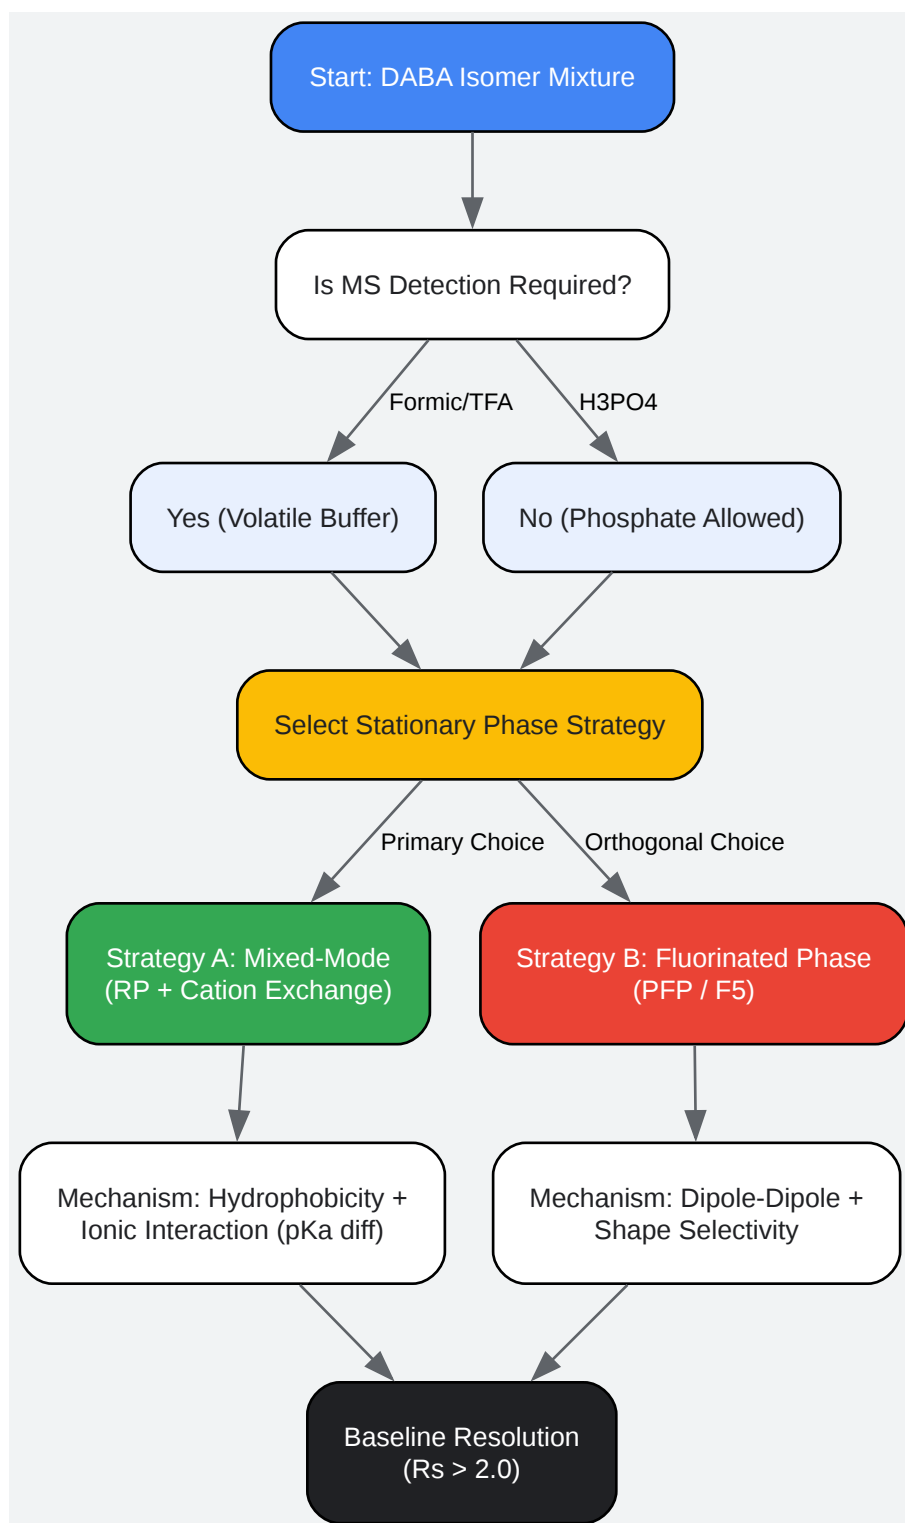 Start: DABA Isomer Mixture
Is MS Detection Required?
Formic/TFA
H3PO4
Yes (Volatile Buffer)
No (Phosphate Allowed)
Select Stationary Phase Strategy
Primary Choice
Orthogonal Choice
Strategy A: Mixed-Mode
(RP + Cation Exchange)
Strategy B: Fluorinated Phase
(PFP / F5)
Mechanism: Hydrophobicity +
Ionic Interaction (pKa diff)
Mechanism: Dipole-Dipole +
Shape Selectivity
Baseline Resolution
(Rs > 2.0)